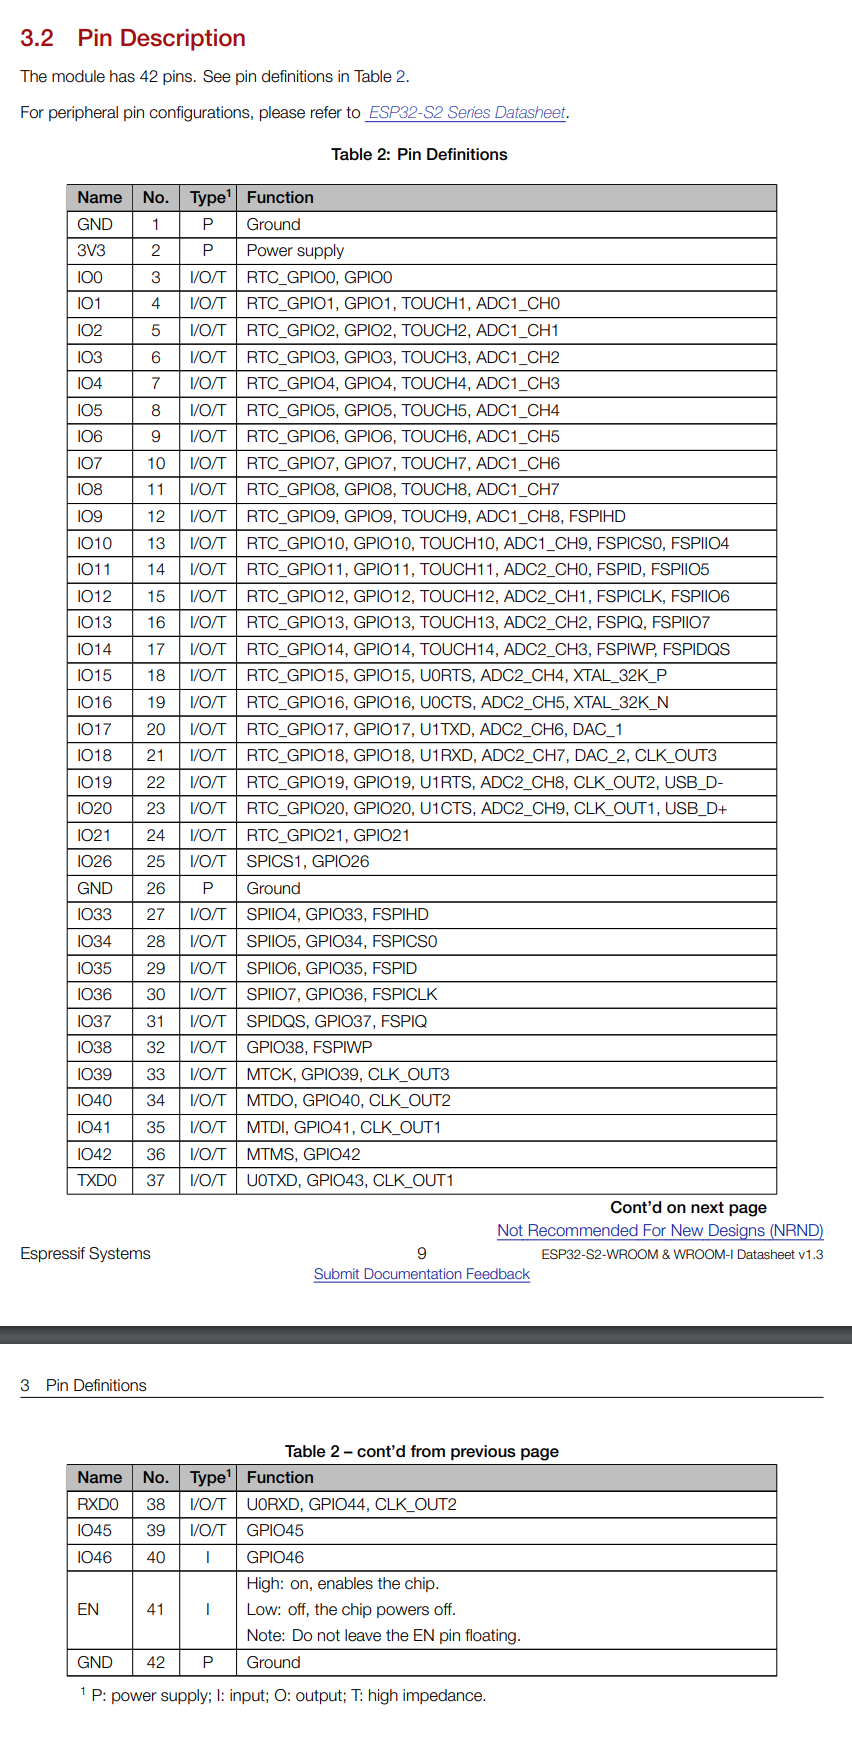 3.2 Pin Description
The module has 42 pins. See pin definitions in Table 2.
For peripheral pin configurations, please refer to ESP32-S2 Series Datasheet.
Table 2: Pin Definitions
Name No. Type1 Function
GND 1 P Ground
3V3 2 P Power supply
IO0 3 I/O/T RTC_GPIO0, GPIO0
IO1 4 I/O/T RTC_GPIO1, GPIO1, TOUCH1, ADC1_CH0
IO2 5 I/O/T RTC_GPIO2, GPIO2, TOUCH2, ADC1_CH1
IO3 6 I/O/T RTC_GPIO3, GPIO3, TOUCH3, ADC1_CH2
IO4 7 I/O/T RTC_GPIO4, GPIO4, TOUCH4, ADC1_CH3
IO5 8 I/O/T RTC_GPIO5, GPIO5, TOUCH5, ADC1_CH4
IO6 9 I/O/T RTC_GPIO6, GPIO6, TOUCH6, ADC1_CH5
IO7 10 I/O/T RTC_GPIO7, GPIO7, TOUCH7, ADC1_CH6
IO8 11 I/O/T RTC_GPIO8, GPIO8, TOUCH8, ADC1_CH7
IO9 12 I/O/T RTC_GPIO9, GPIO9, TOUCH9, ADC1_CH8, FSPIHD
IO10 13 I/O/T RTC_GPIO10, GPIO10, TOUCH10, ADC1_CH9, FSPICS0, FSPIIO4
IO11 14 I/O/T RTC_GPIO11, GPIO11, TOUCH11, ADC2_CH0, FSPID, FSPIIO5
IO12 15 I/O/T RTC_GPIO12, GPIO12, TOUCH12, ADC2_CH1, FSPICLK, FSPIIO6
IO13 16 I/O/T RTC_GPIO13, GPIO13, TOUCH13, ADC2_CH2, FSPIQ, FSPIIO7
IO14 17 I/O/T RTC_GPIO14, GPIO14, TOUCH14, ADC2_CH3, FSPIWP, FSPIDQS
IO15 18 I/O/T RTC_GPIO15, GPIO15, U0RTS, ADC2_CH4, XTAL_32K_P
IO16 19 I/O/T RTC_GPIO16, GPIO16, U0CTS, ADC2_CH5, XTAL_32K_N
IO17 20 I/O/T RTC_GPIO17, GPIO17, U1TXD, ADC2_CH6, DAC_1
IO18 21 I/O/T RTC_GPIO18, GPIO18, U1RXD, ADC2_CH7, DAC_2, CLK_OUT3
IO19 22 I/O/T RTC_GPIO19, GPIO19, U1RTS, ADC2_CH8, CLK_OUT2, USB_D-
IO20 23 I/O/T RTC_GPIO20, GPIO20, U1CTS, ADC2_CH9, CLK_OUT1, USB_D+
IO21 24 I/O/T RTC_GPIO21, GPIO21
IO26 25 I/O/T SPICS1, GPIO26
GND 26 P Ground
IO33 27 I/O/T SPIIO4, GPIO33, FSPIHD
IO34 28 I/O/T SPIIO5, GPIO34, FSPICS0
IO35 29 I/O/T SPIIO6, GPIO35, FSPID
IO36 30 I/O/T SPIIO7, GPIO36, FSPICLK
IO37 31 I/O/T SPIDQS, GPIO37, FSPIQ
IO38 32 I/O/T GPIO38, FSPIWP
IO39 33 I/O/T MTCK, GPIO39, CLK_OUT3
IO40 34 I/O/T MTDO, GPIO40, CLK_OUT2
IO41 35 I/O/T MTDI, GPIO41, CLK_OUT1
IO42 36 I/O/T MTMS, GPIO42
TXD0 37 I/O/T U0TXD, GPIO43, CLK_OUT1
Cont'd on next page
Not Recommended For New Designs (NRND)
Espressif Systems 9 ESP32-S2-WROOM & WROOM-I Datasheet v1.3
Submit Documentation Feedback
3 Pin Definitions
Table 2 – cont'd from previous page
Name No. Type1 Function
RXD0 38 I/O/T U0RXD, GPIO44, CLK_OUT2
IO45 39 I/O/T GPIO45
IO46 40 I GPIO46
High: on, enables the chip.
EN 41 I Low: off, the chip powers off.
Note: Do not leave the EN pin floating.
GND 42 P Ground
1 P: power supply; I: input; O: output; T: high impedance.